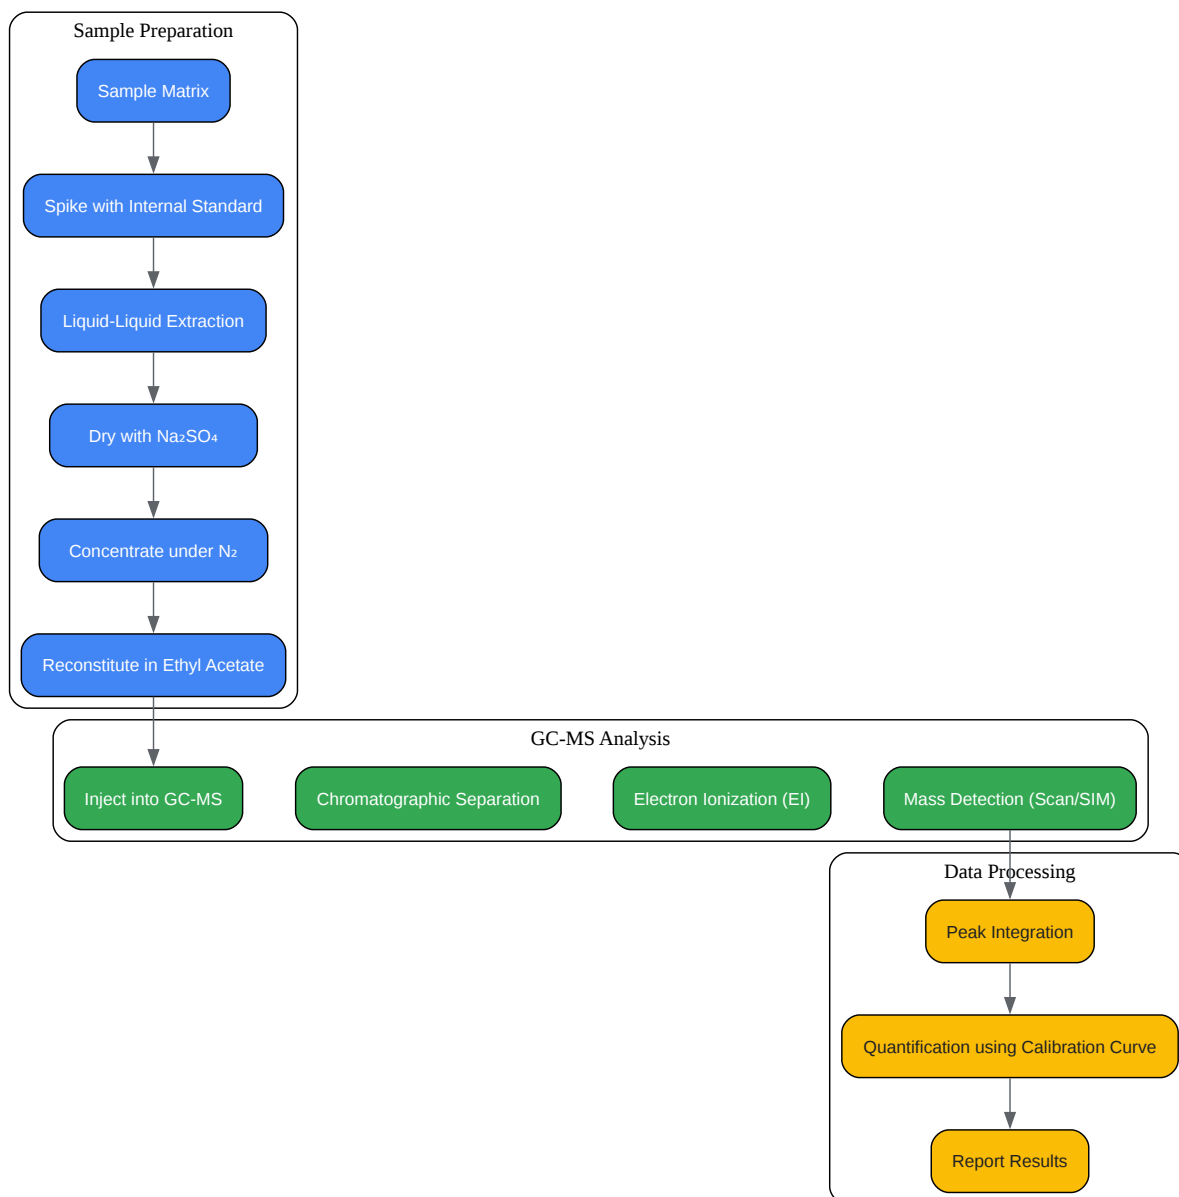 Sample Preparation
Sample Matrix
Spike with Internal Standard
Liquid-Liquid Extraction
Dry with Na₂SO₄
Concentrate under N₂
Reconstitute in Ethyl Acetate
GC-MS Analysis
Inject into GC-MS
Chromatographic Separation
Electron Ionization (EI)
Mass Detection (Scan/SIM)
Data Processing
Peak Integration
Quantification using Calibration Curve
Report Results